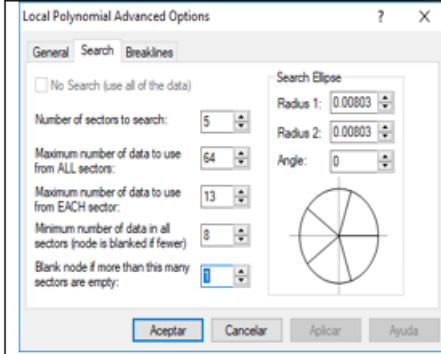 Local Polynomial Advanced Options ? X
General Search Breaklines
No Search (use all of the data)
Number of sectors to search: 5
Maximum number of data to use
from ALL sectors: 64
Maximum number of data to use
from EACH sector: 13
Minimum number of data in all
sectors (node is blanked if fewer) 8
Blank node if more than this many
sectors are empty: 1
Search Ellipse
Radius 1: 0.00803
Radius 2: 0.00803
Angle: 0
Aceptar Cancelar Aplicar Ayuda